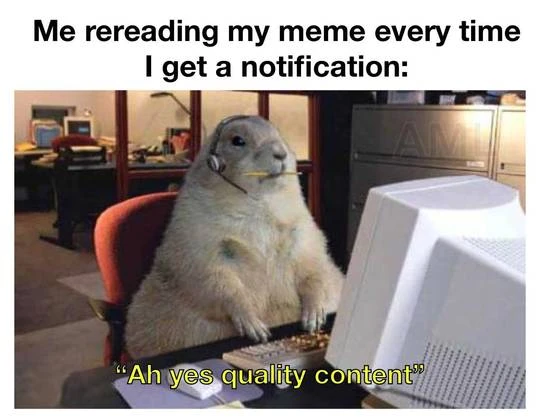 Me rereading my meme every time
I get a notification:
“Ah yes quality content”